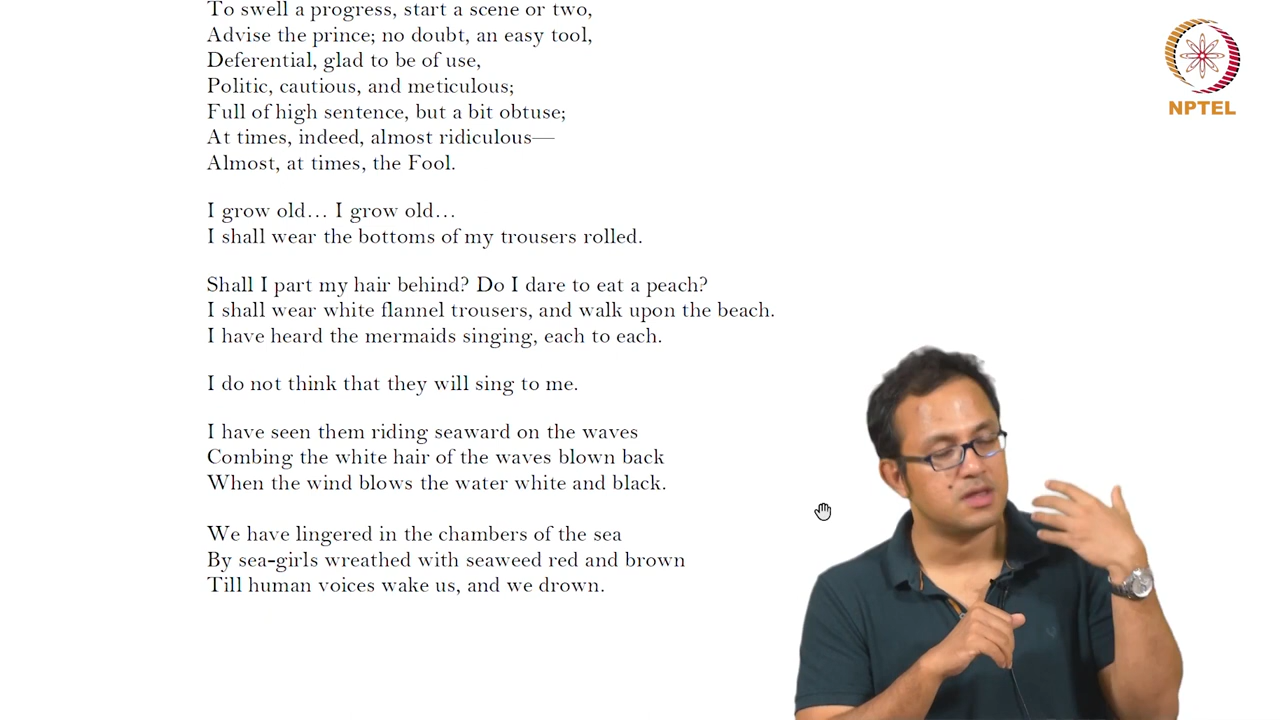 To swell a progress, start a scene or two,
Advise the prince; no doubt, an easy tool,
Deferential, glad to be of use,
Politic, cautious, and meticulous;
Full of high sentence, but a bit obtuse;
At times, indeed, almost ridiculous—
Almost, at times, the Fool.
I grow old… I grow old…
I shall wear the bottoms of my trousers rolled.
Shall I part my hair behind? Do I dare to eat a peach?
I shall wear white flannel trousers, and walk upon the beach.
I have heard the mermaids singing, each to each.
I do not think that they will sing to me.
I have seen them riding seaward on the waves
Combing the white hair of the waves blown back
When the wind blows the water white and black.
We have lingered in the chambers of the sea
By sea-girls wreathed with seaweed red and brown
Till human voices wake us, and we drown.
NPTEL